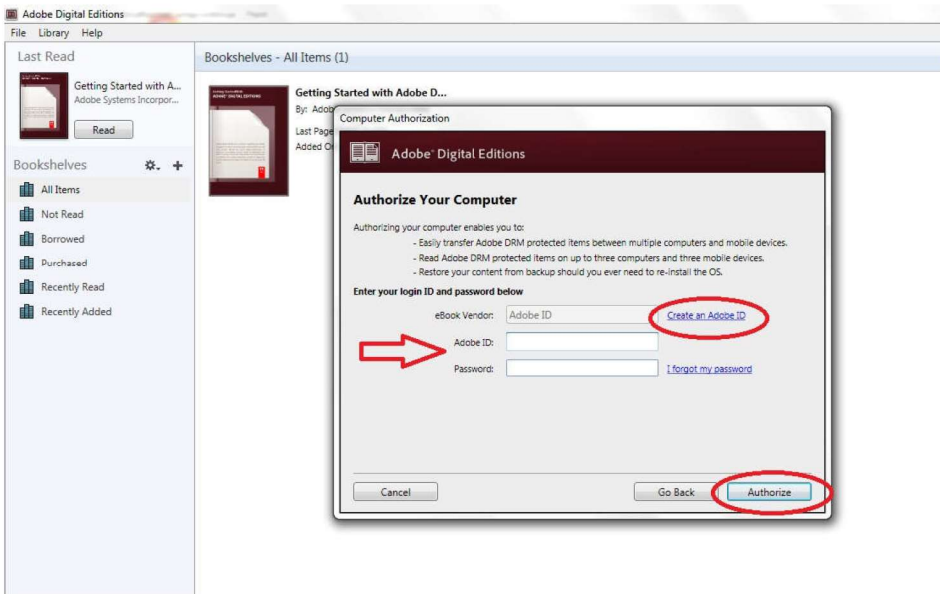 Adobe Digital Editions
File Library Help
Last Read
Getting Started with A...
Adobe Systems Incorpor...
Read
Bookshelves
All Items
Not Read
Borrowed
Purchased
Recently Read
Recently Added
Bookshelves - All Items (1)
Getting Started with Adobe D...
By: Adob
Last Page
Added O
Computer Authorization
Adobe® Digital Editions
Authorize Your Computer
Authorizing your computer enables you to:
- Easily transfer Adobe DRM protected items between multiple computers and mobile devices.
- Read Adobe DRM protected items on up to three computers and three mobile devices.
- Restore your content from backup should you ever need to re-install the OS.
Enter your login ID and password below
eBook Vendor: Adobe ID Create an Adobe ID
Adobe ID:
Password: I forgot my password
Cancel Go Back Authorize